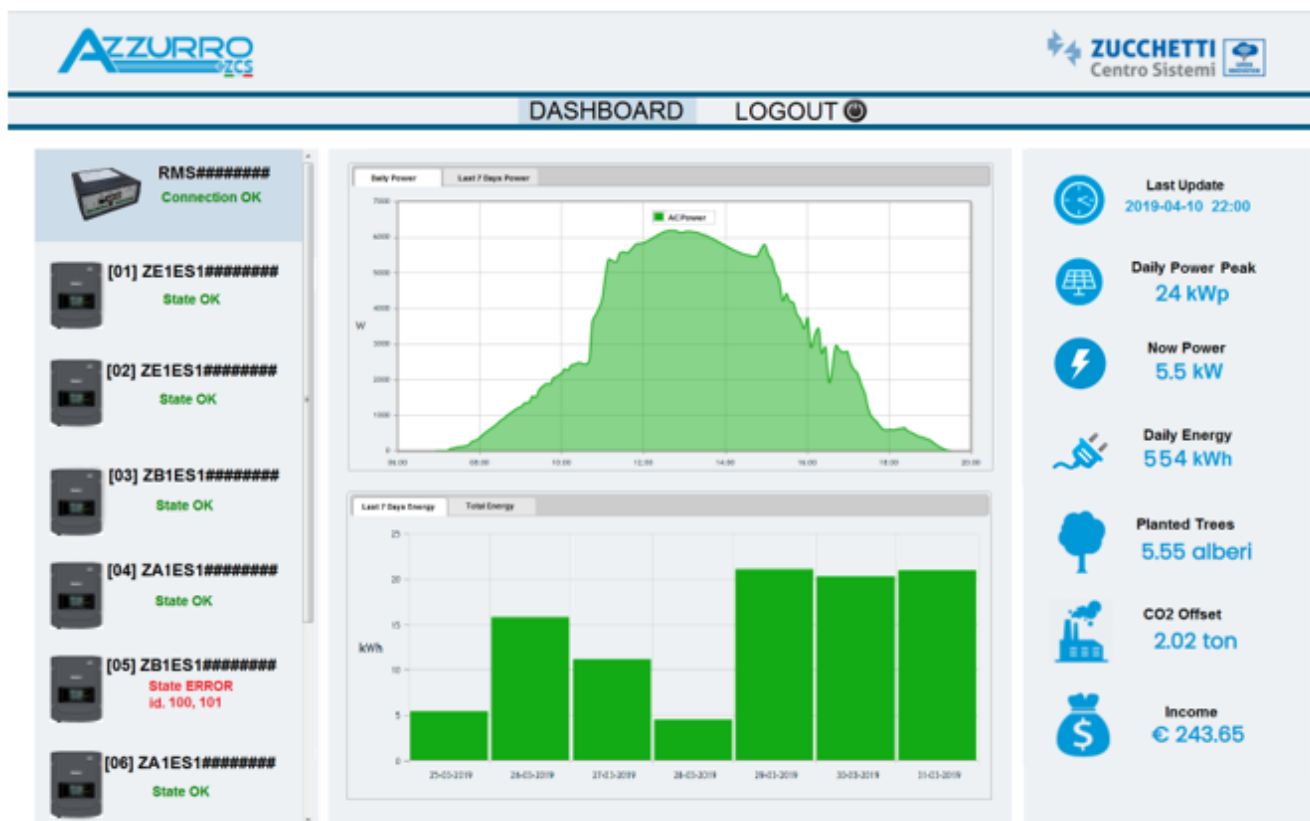 AZZURRO
ZCS
ZUCCHETTI
Centro Sistemi
DASHBOARD
LOGOUT
RMS########
Connection OK
[01] ZE1ES1########
State OK
[02] ZE1ES1########
State OK
[03] ZB1ES1########
State OK
[04] ZA1ES1########
State OK
[05] ZB1ES1########
State ERROR
id. 100, 101
[06] ZA1ES1########
State OK
Daily Power
Last 7 Days Power
AC Power
7000
6000
5000
4000
W
3000
2000
1000
0
06:00 08:00 10:00 12:00 14:00 16:00 18:00 20:00
Last 7 Days Energy
Total Energy
25
20
15
kWh
10
5
0
25-03-2019 26-03-2019 27-03-2019 28-03-2019 29-03-2019 30-03-2019 31-03-2019
Last Update
2019-04-10 22:00
Daily Power Peak
24 kWp
Now Power
5.5 kW
Daily Energy
554 kWh
Planted Trees
5.55 alberi
CO2 Offset
2.02 ton
Income
€ 243.65